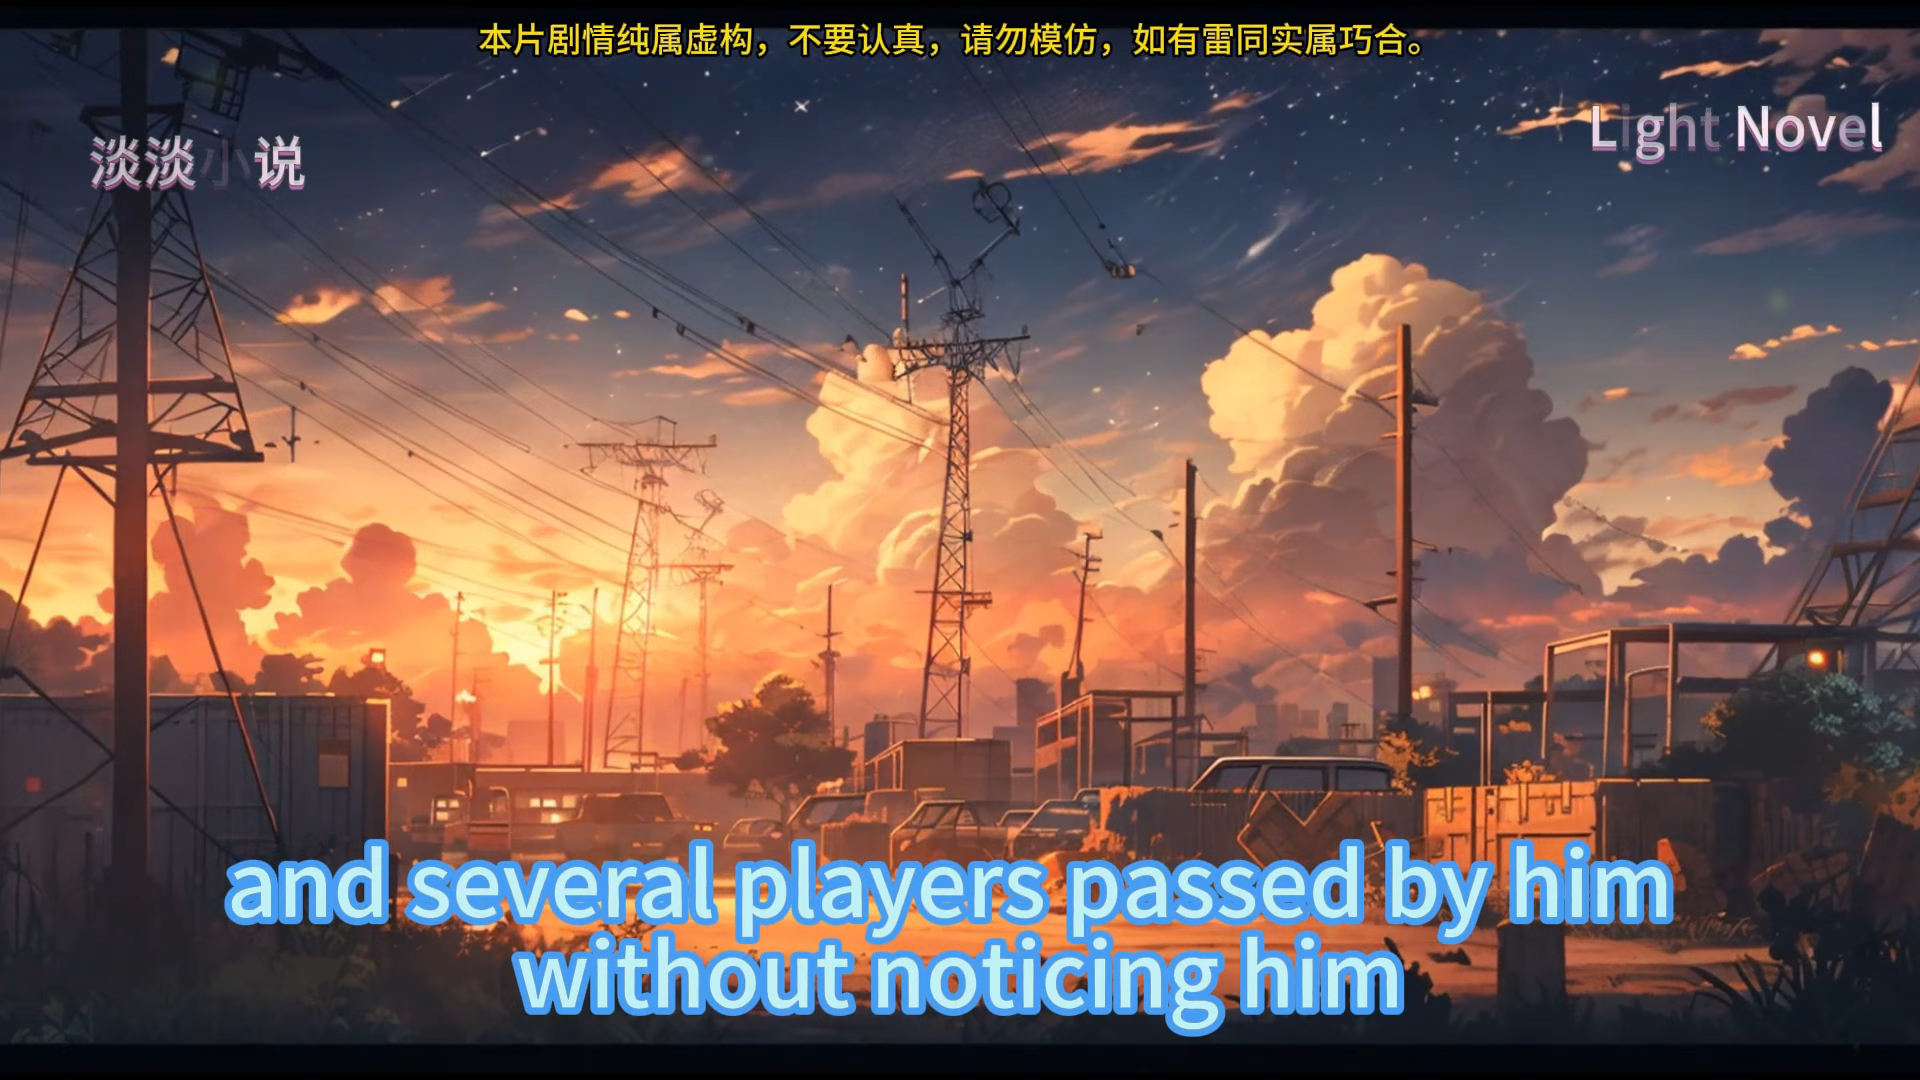 本片剧情纯属虚构，不要认真，请勿模仿，如有雷同实属巧合。
淡淡小说
Light Novel
and several players passed by him
without noticing him